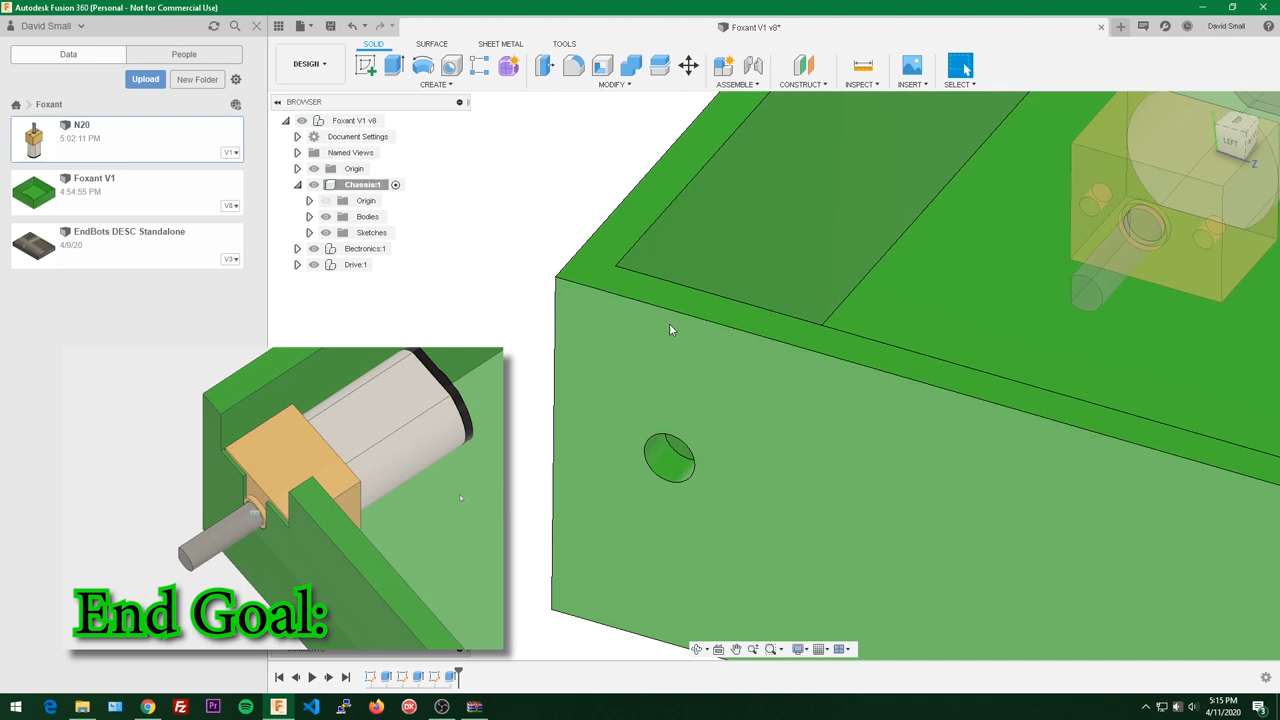 Autodesk Fusion 360 (Personal - Not for Commercial Use)
David Small
Foxant V1 v8*
David Small
Data
People
Upload
New Folder
Foxant
N20
5:02:11 PM
V1
Foxant V1
4:54:55 PM
V8
EndBots DESC Standalone
4/9/20
V3
DESIGN
SOLID
SURFACE
SHEET METAL
TOOLS
CREATE
MODIFY
ASSEMBLE
CONSTRUCT
INSPECT
INSERT
SELECT
BROWSER
Foxant V1 v8
Document Settings
Named Views
Origin
Chassis:1
Origin
Bodies
Sketches
Electronics:1
Drive:1
LEFT
Z
End Goal:
5:15 PM
4/11/2020
3